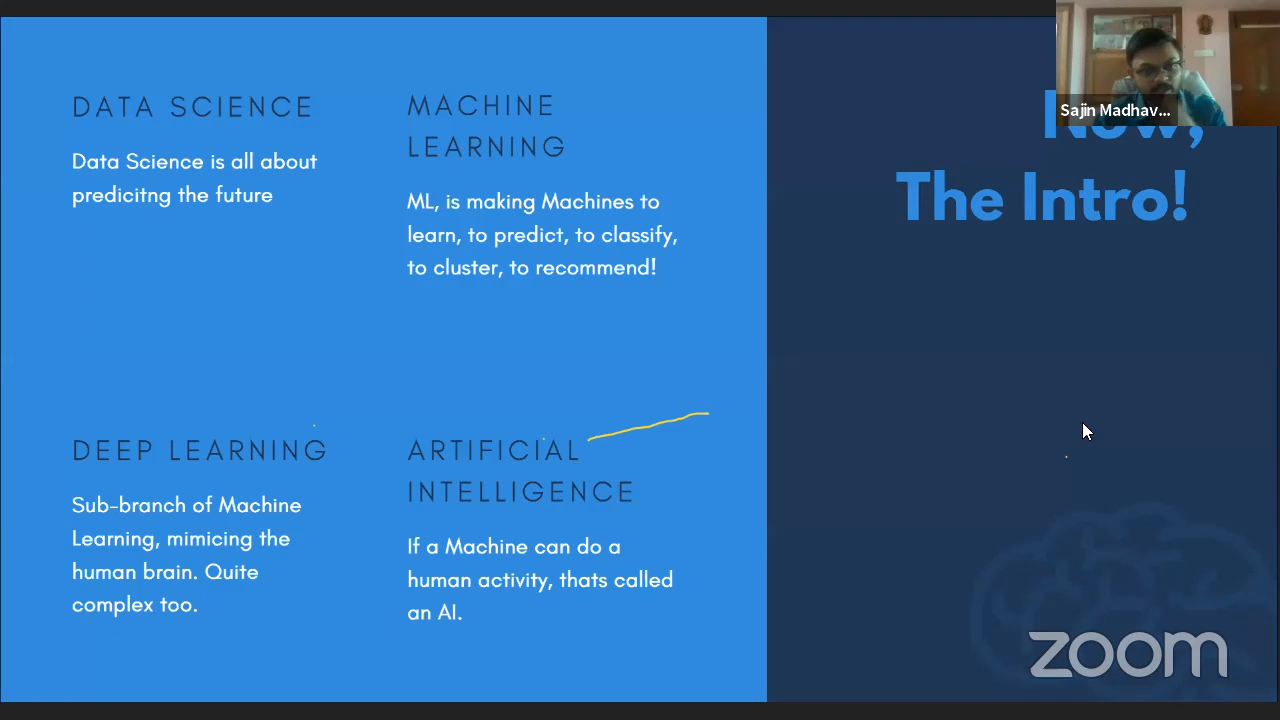 DATA SCIENCE
Data Science is all about
predicitng the future
MACHINE
LEARNING
ML, is making Machines to
learn, to predict, to classify,
to cluster, to recommend!
DEEP LEARNING
Sub-branch of Machine
Learning, mimicing the
human brain. Quite
complex too.
ARTIFICIAL
INTELLIGENCE
If a Machine can do a
human activity, thats called
an AI.
Sajin Madhav...
Now,
The Intro!
zoom